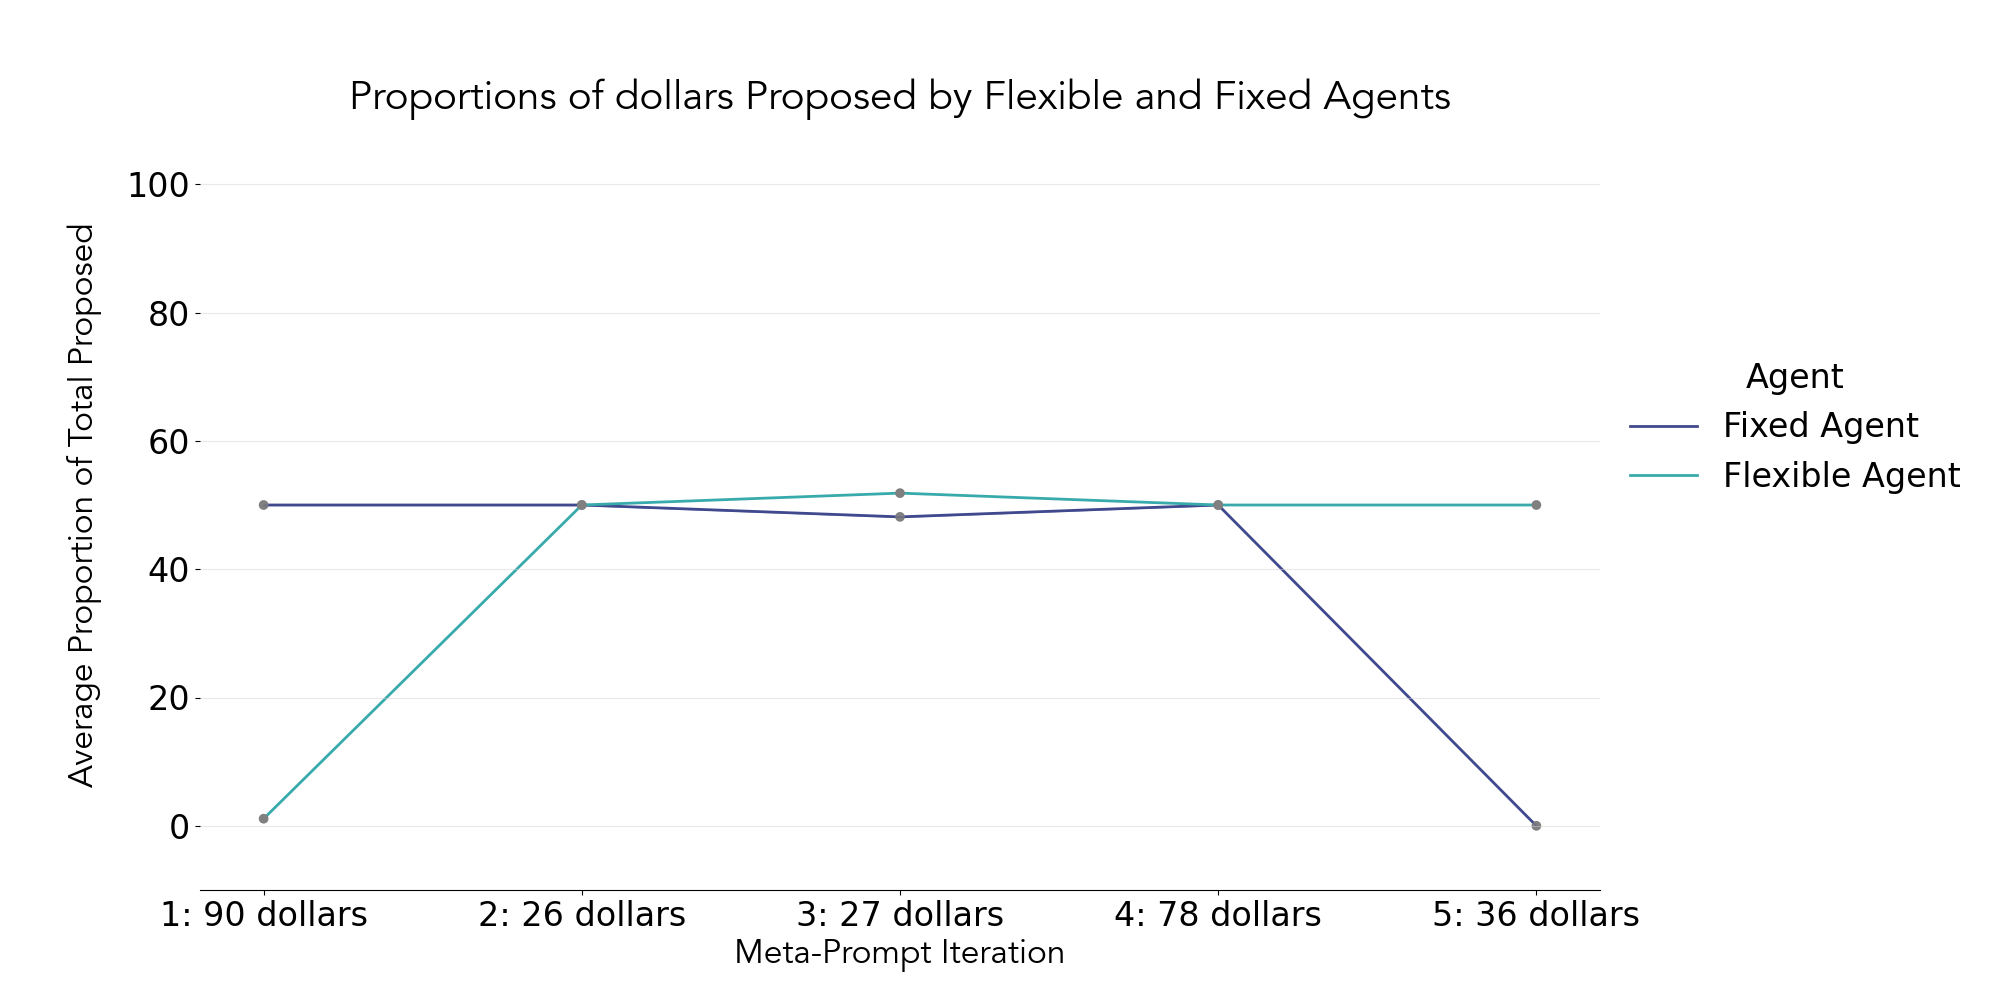 Proportions of dollars Proposed by Flexible and Fixed Agents
Average Proportion of Total Proposed
100
80
60
40
20
0
1: 90 dollars
2: 26 dollars
3: 27 dollars
4: 78 dollars
5: 36 dollars
Meta-Prompt Iteration
Agent
Fixed Agent
Flexible Agent